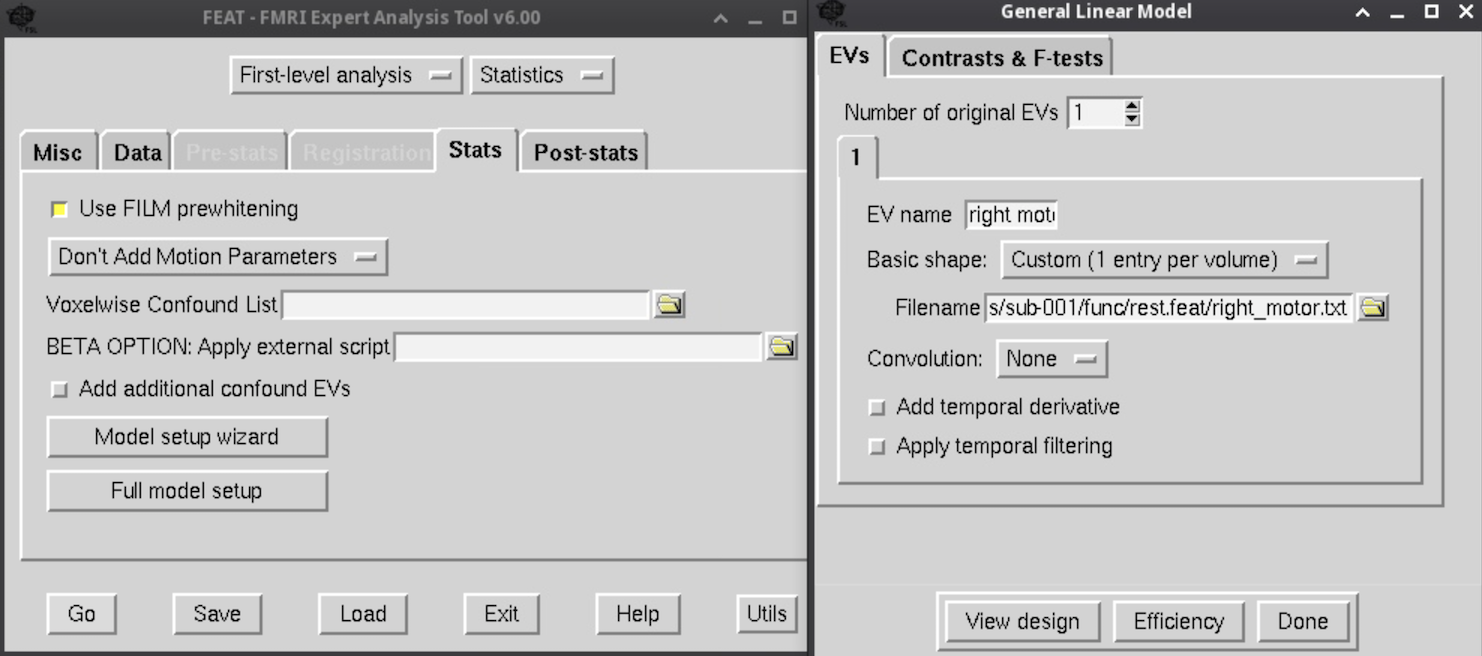 FEAT - FMRI Expert Analysis Tool v6.00
First-level analysis
Statistics
Misc
Data
Pre-stats
Registration
Stats
Post-stats
Use FILM prewhitening
Don't Add Motion Parameters
Voxelwise Confound List
BETA OPTION: Apply external script
Add additional confound EVs
Model setup wizard
Full model setup
Go
Save
Load
Exit
Help
Utils
General Linear Model
EVs
Contrasts & F-tests
Number of original EVs 1
1
EV name right mot
Basic shape: Custom (1 entry per volume)
Filename s/sub-001/func/rest.feat/right_motor.txt
Convolution: None
Add temporal derivative
Apply temporal filtering
View design
Efficiency
Done